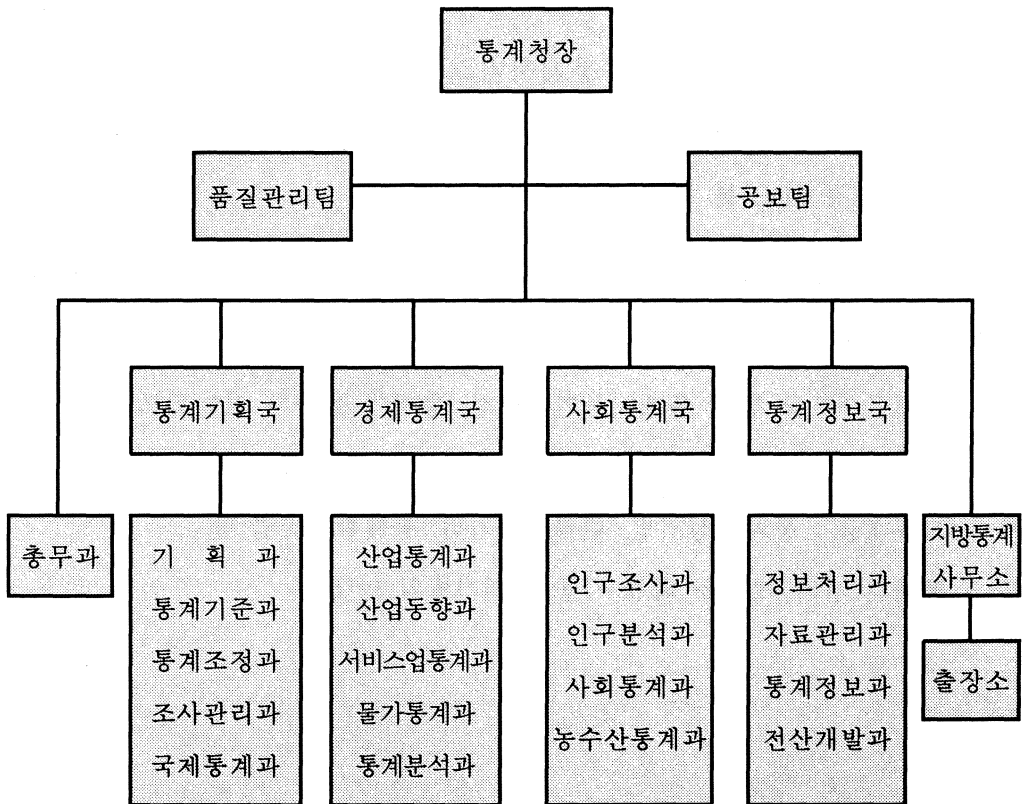 통계청장
품질관리팀
공보팀
통계기획국
경제통계국
사회통계국
통계정보국
총무과
기 획 과
통계기준과
통계조정과
조사관리과
국제통계과
산업통계과
산업동향과
서비스업통계과
물가통계과
통계분석과
인구조사과
인구분석과
사회통계과
농수산통계과
정보처리과
자료관리과
통계정보과
전산개발과
지방통계
사무소
출장소